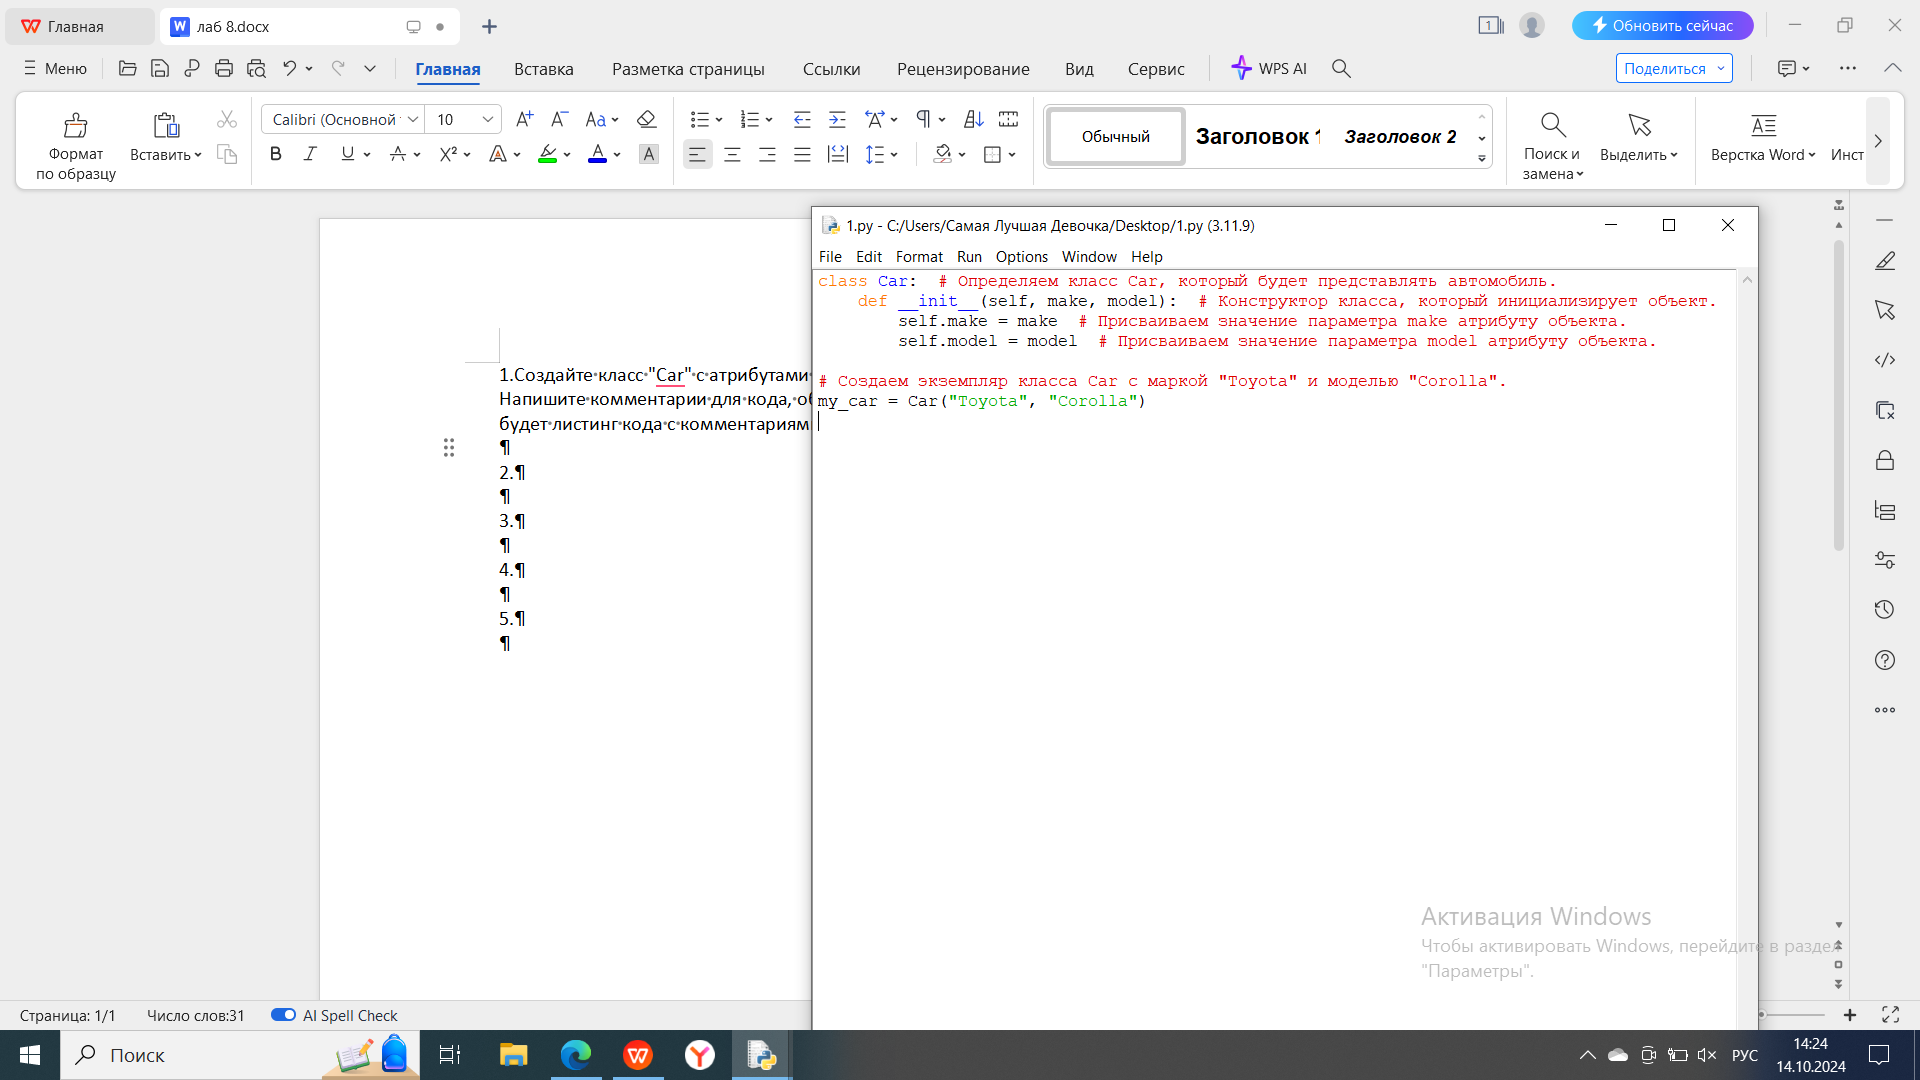 Главная
лаб 8.docx
1
Обновить сейчас
Меню
Главная
Вставка
Разметка страницы
Ссылки
Рецензирование
Вид
Сервис
WPS AI
Поделиться
Формат
по образцу
Вставить
Calibri (Основной
10
Обычный
Заголовок 1
Заголовок 2
Поиск и
замена
Выделить
Верстка Word
Инст
1.Создайте класс "Car" с атрибутами
Напишите комментарии для кода, об
будет листинг кода с комментариям
¶
2.¶
¶
3.¶
¶
4.¶
¶
5.¶
¶
1.py - C:/Users/Самая Лучшая Девочка/Desktop/1.py (3.11.9)
File Edit Format Run Options Window Help
class Car:  # Определяем класс Car, который будет представлять автомобиль.
    def __init__(self, make, model):  # Конструктор класса, который инициализирует объект.
        self.make = make  # Присваиваем значение параметра make атрибуту объекта.
        self.model = model  # Присваиваем значение параметра model атрибуту объекта.
# Создаем экземпляр класса Car с маркой "Toyota" и моделью "Corolla".
my_car = Car("Toyota", "Corolla")
Активация Windows
Чтобы активировать Windows, перейдите в раздел
"Параметры".
Страница: 1/1
Число слов:31
AI Spell Check
Поиск
РУС
14:24
14.10.2024